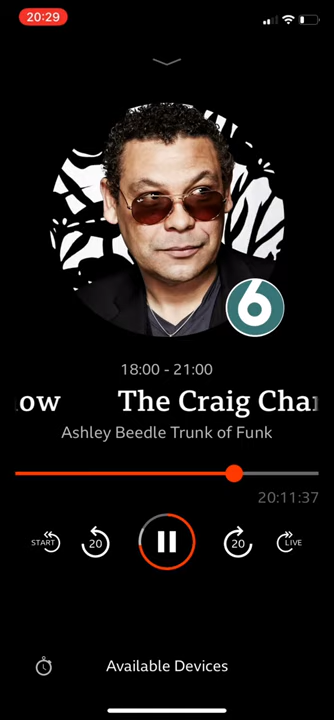 20:29
6
18:00 - 21:00
ow The Craig Char
Ashley Beedle Trunk of Funk
20:11:37
START 20 20 LIVE
Available Devices